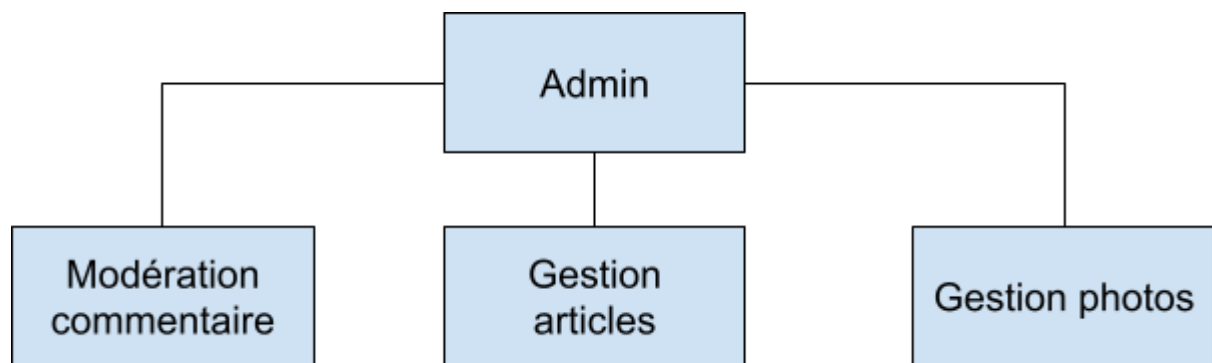 Admin
Modération
commentaire
Gestion
articles
Gestion photos